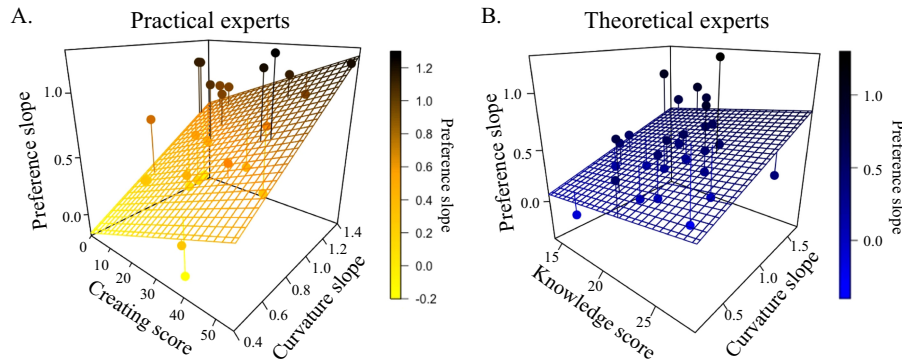 A.
Practical experts
Preference slope
1.0
0.5
0.0
0
10
20
30
40
50
Creating score
0.4
0.6
0.8
1.0
1.2
1.4
Curvature slope
1.2
1.0
0.8
0.6
0.4
0.2
0.0
-0.2
Preference slope
B.
Theoretical experts
Preference slope
1.0
0.5
0.0
15
20
25
Knowledge score
0.5
1.0
1.5
Curvature slope
1.0
0.5
0.0
Preterence slope